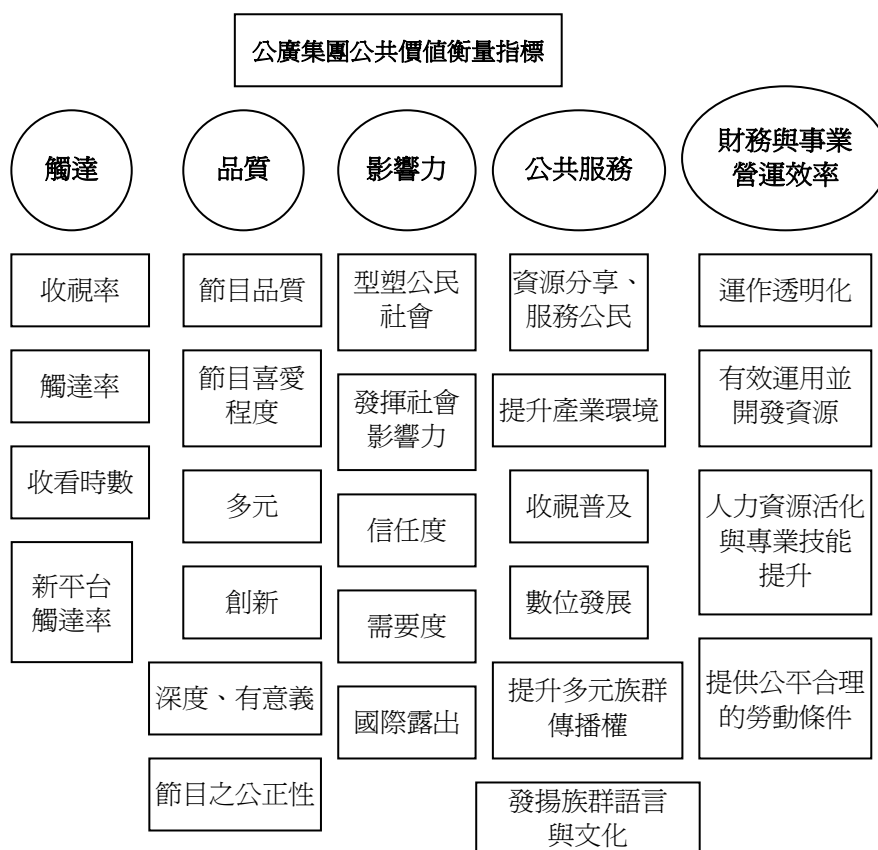 公廣集團公共價值衡量指標
觸達
收視率
觸達率
收看時數
新平台
觸達率
品質
節目品質
節目喜愛
程度
多元
創新
深度、有意義
節目之公正性
影響力
型塑公民
社會
發揮社會
影響力
信任度
需要度
國際露出
公共服務
資源分享、
服務公民
提升產業環境
收視普及
數位發展
提升多元族群
傳播權
發揚族群語言
與文化
財務與事業
營運效率
運作透明化
有效運用並
開發資源
人力資源活化
與專業技能
提升
提供公平合理
的勞動條件